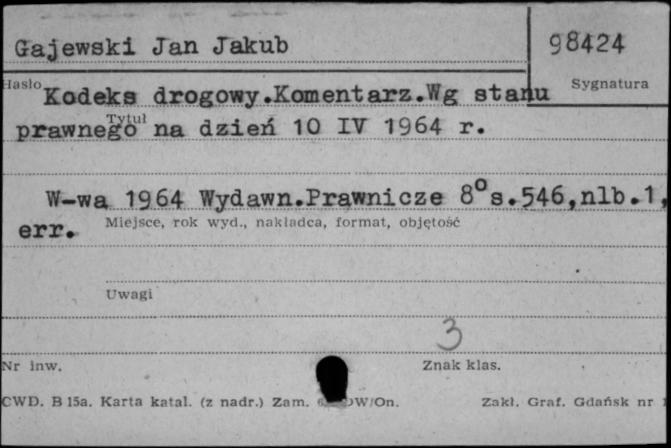 Gajewski Jan Jakub 98424
Hasło Sygnatura
Kodeks drogowy.Komentarz.Wg stanu
Tytuł
prawnego na dzień 10 IV 1964 r.
W-wa 1964 Wydawn.Prawnicze 8° s.546,nlb.1,
err. Miejsce, rok wyd., nakładca, format, objętość
Uwagi
3
Nr inw. Znak klas.
CWD. B 15a. Karta katal. (z nadr.) Zam. DW/On. Zakł. Graf. Gdańsk nr